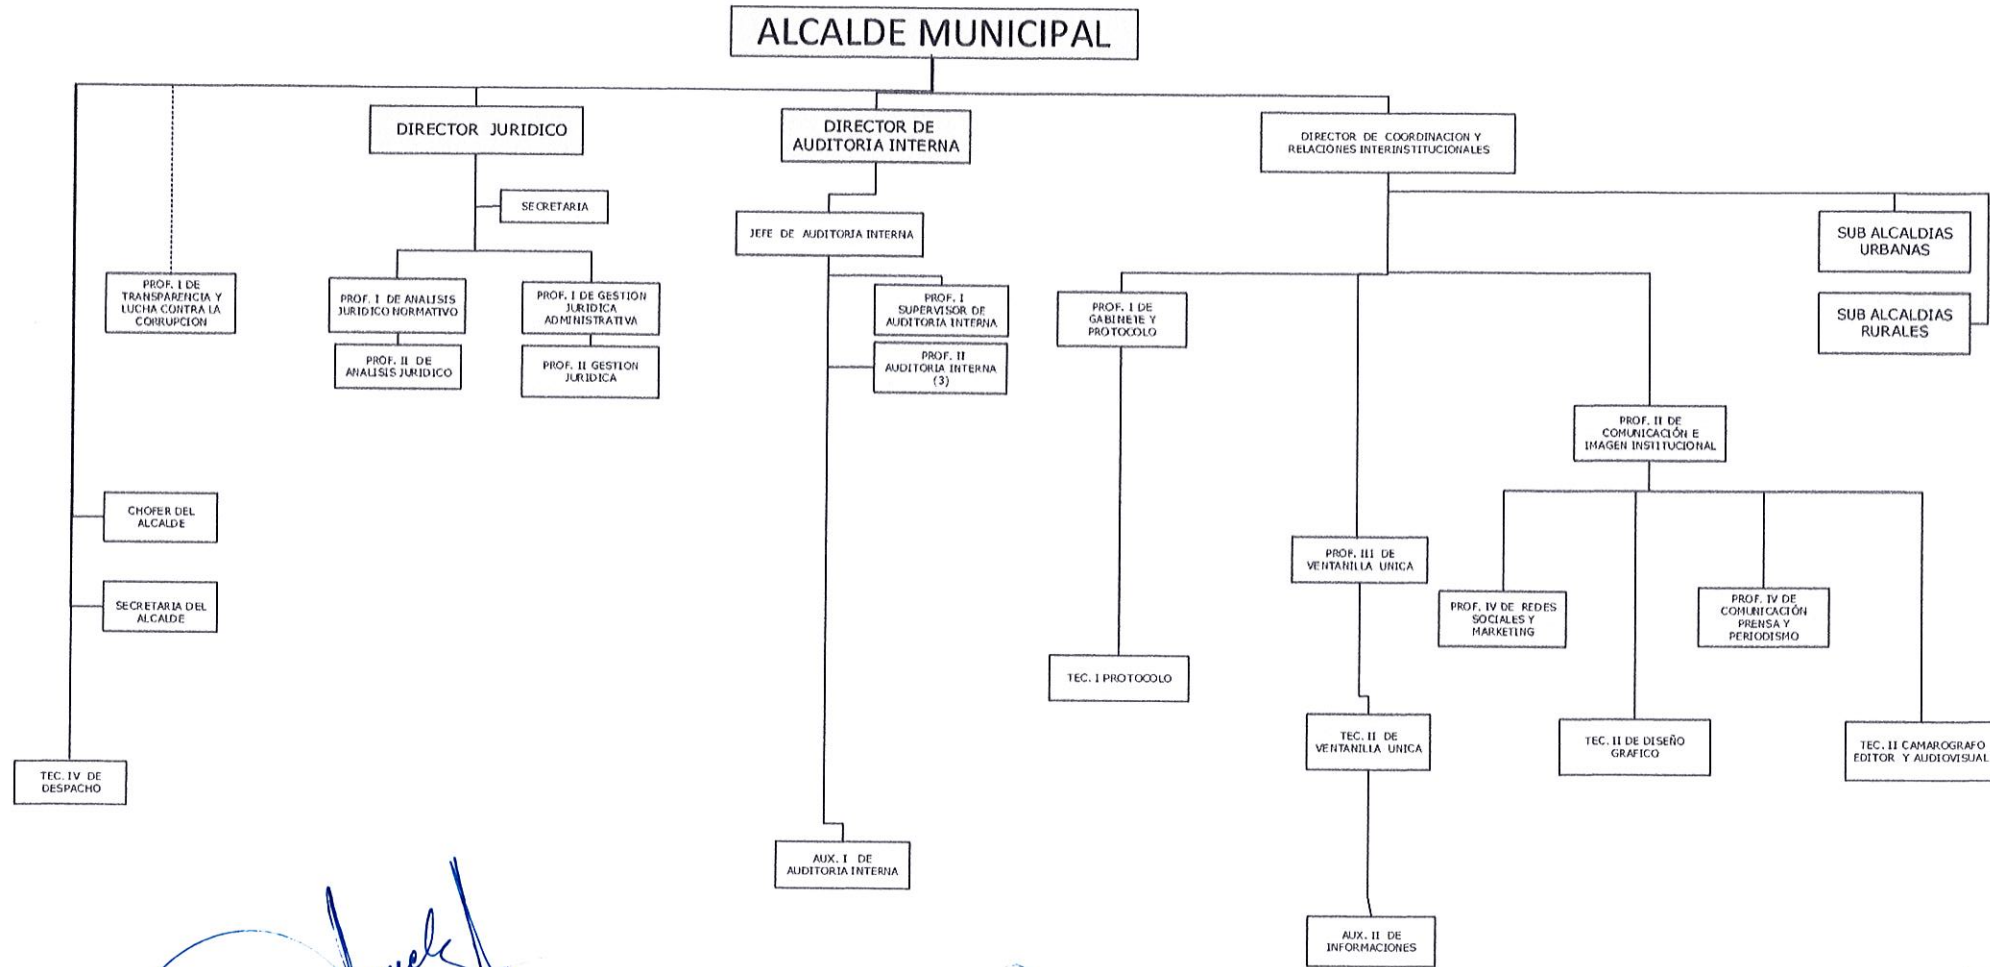 ALCALDE MUNICIPAL
DIRECTOR JURIDICO
DIRECTOR DE
AUDITORIA INTERNA
DIRECTOR DE COORDINACION Y
RELACIONES INTERINSTITUCIONALES
SECRETARIA
JEFE DE AUDITORIA INTERNA
SUB ALCALDIAS
URBANAS
SUB ALCALDIAS
RURALES
PROF. I DE
TRANSPARENCIA Y
LUCHA CONTRA LA
CORRUPCION
PROF. I DE ANALISIS
JURIDICO NORMATIVO
PROF. I DE GESTION
JURIDICA
ADMINISTRATIVA
PROF. I
SUPERVISOR DE
AUDITORIA INTERNA
PROF. I DE
GABINETE Y
PROTOCOLO
PROF. II DE
ANALISIS JURIDICO
PROF. II GESTION
JURIDICA
PROF. II
AUDITORIA INTERNA
(3)
PROF. II DE
COMUNICACIÓN E
IMAGEN INSTITUCIONAL
CHOFER DEL
ALCALDE
PROF. III DE
VENTANILLA UNICA
SECRETARIA DEL
ALCALDE
PROF. IV DE REDES
SOCIALES Y
MARKETING
PROF. IV DE
COMUNICACIÓN
PRENSA Y
PERIODISMO
TEC. I PROTOCOLO
TEC. II DE
VENTANILLA UNICA
TEC. II DE DISEÑO
GRAFICO
TEC. II CAMAROGRAFO
EDITOR Y AUDIOVISUAL
TEC. IV DE
DESPACHO
AUX. I DE
AUDITORIA INTERNA
AUX. II DE
INFORMACIONES